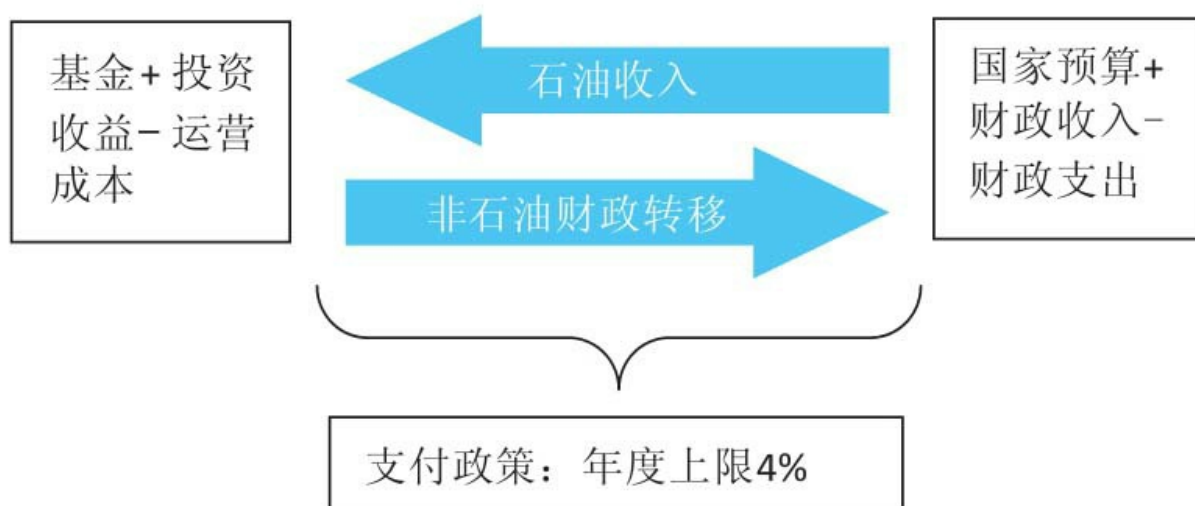 基金+投资
收益-运营
成本
石油收入
非石油财政转移
国家预算+
财政收入-
财政支出
支付政策：年度上限4%